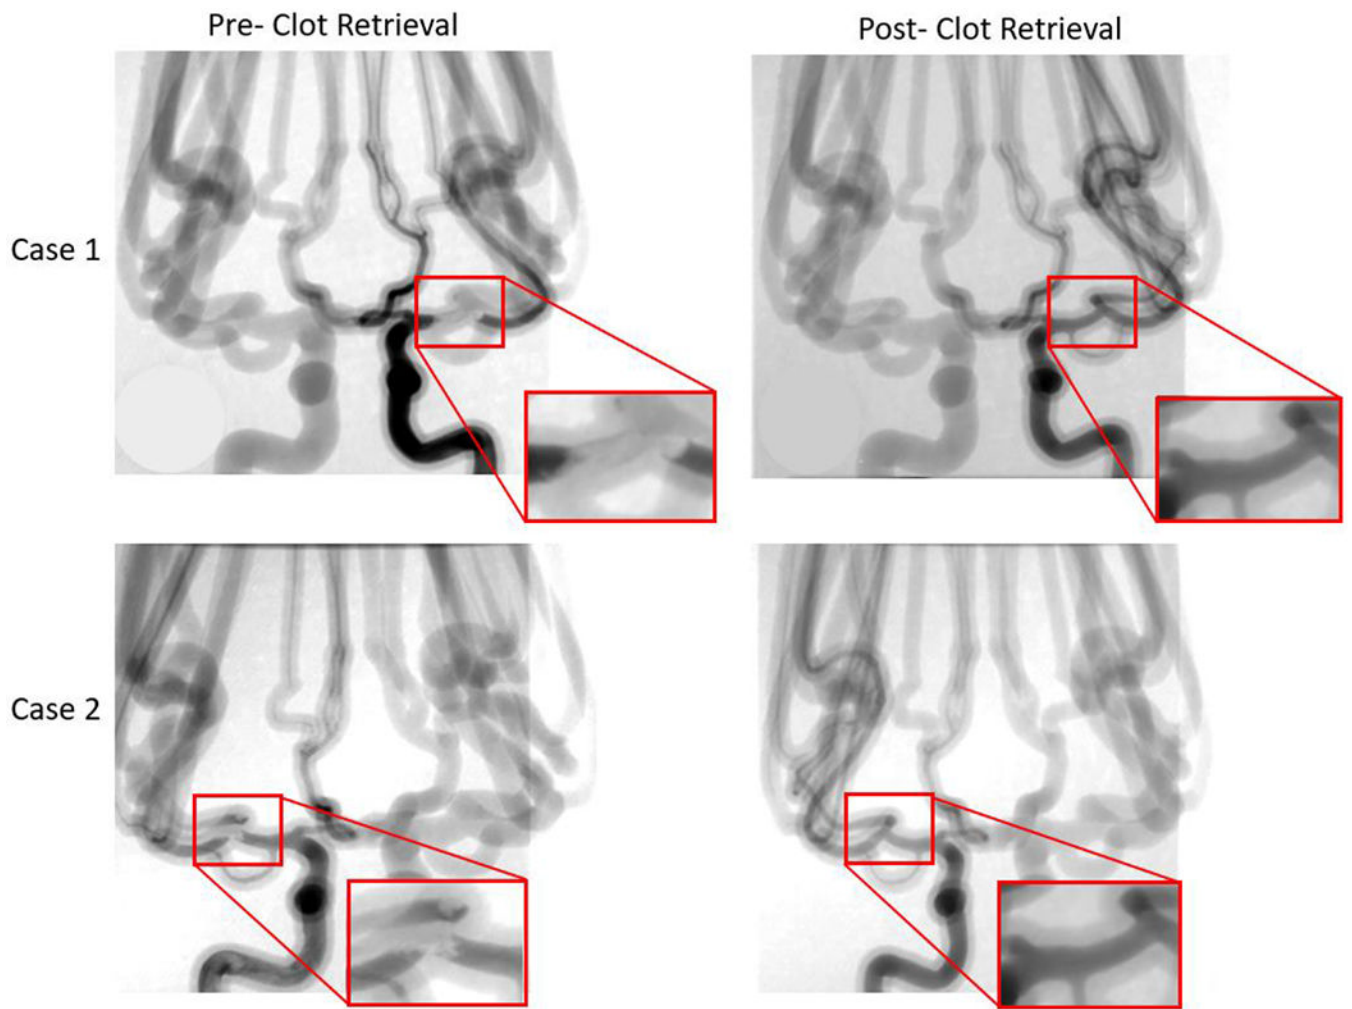 Pre- Clot Retrieval
Post- Clot Retrieval
Case 1
Case 2